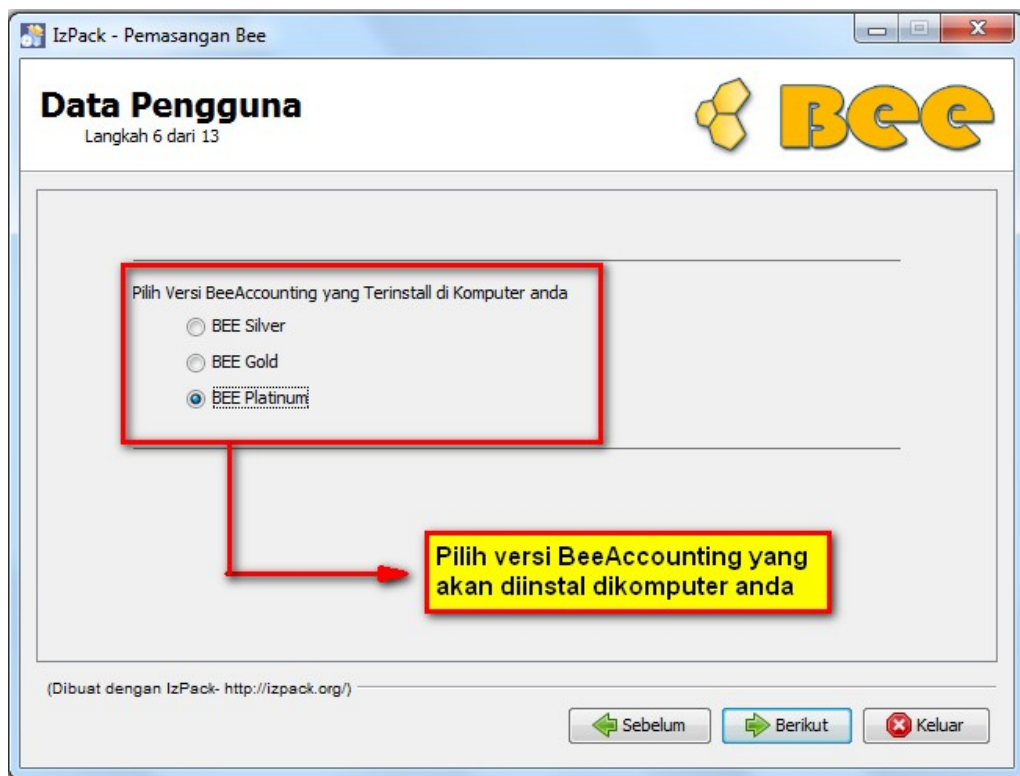 IzPack - Pemasangan Bee
Data Pengguna
Langkah 6 dari 13
Bee
Pilih Versi BeeAccounting yang Terinstall di Komputer anda
BEE Silver
BEE Gold
BEE Platinum
Pilih versi BeeAccounting yang
akan diinstal dikomputer anda
(Dibuat dengan IzPack- http://izpack.org/)
Sebelum
Berikut
Keluar